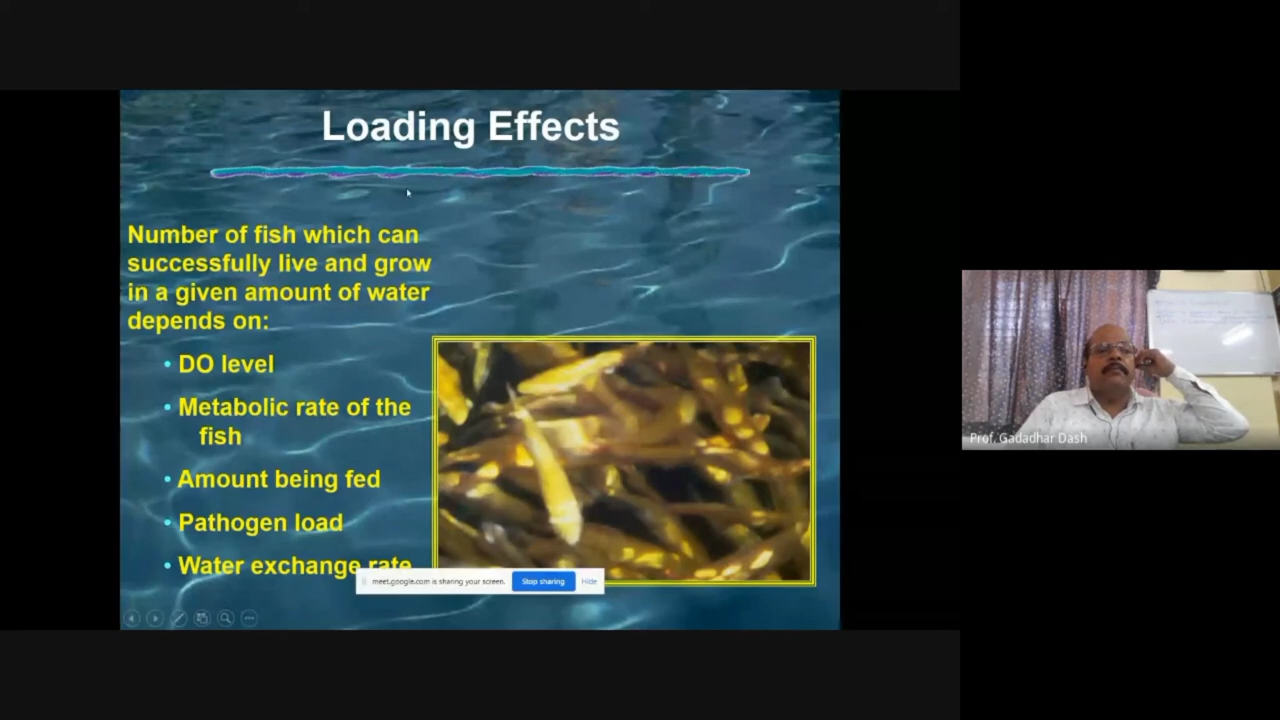 Loading Effects
Number of fish which can
successfully live and grow
in a given amount of water
depends on:
• DO level
• Metabolic rate of the
fish
• Amount being fed
• Pathogen load
• Water exchange rate
meet.google.com is sharing your screen. Stop sharing Hide
Prof. Gadadhar Dash